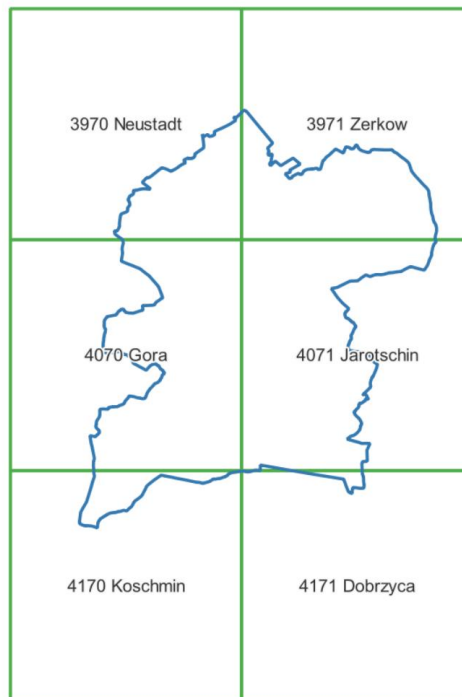 3970 Neustadt
3971 Zerkow
4070 Gora
4071 Jarotschin
4170 Koschmin
4171 Dobrzyca